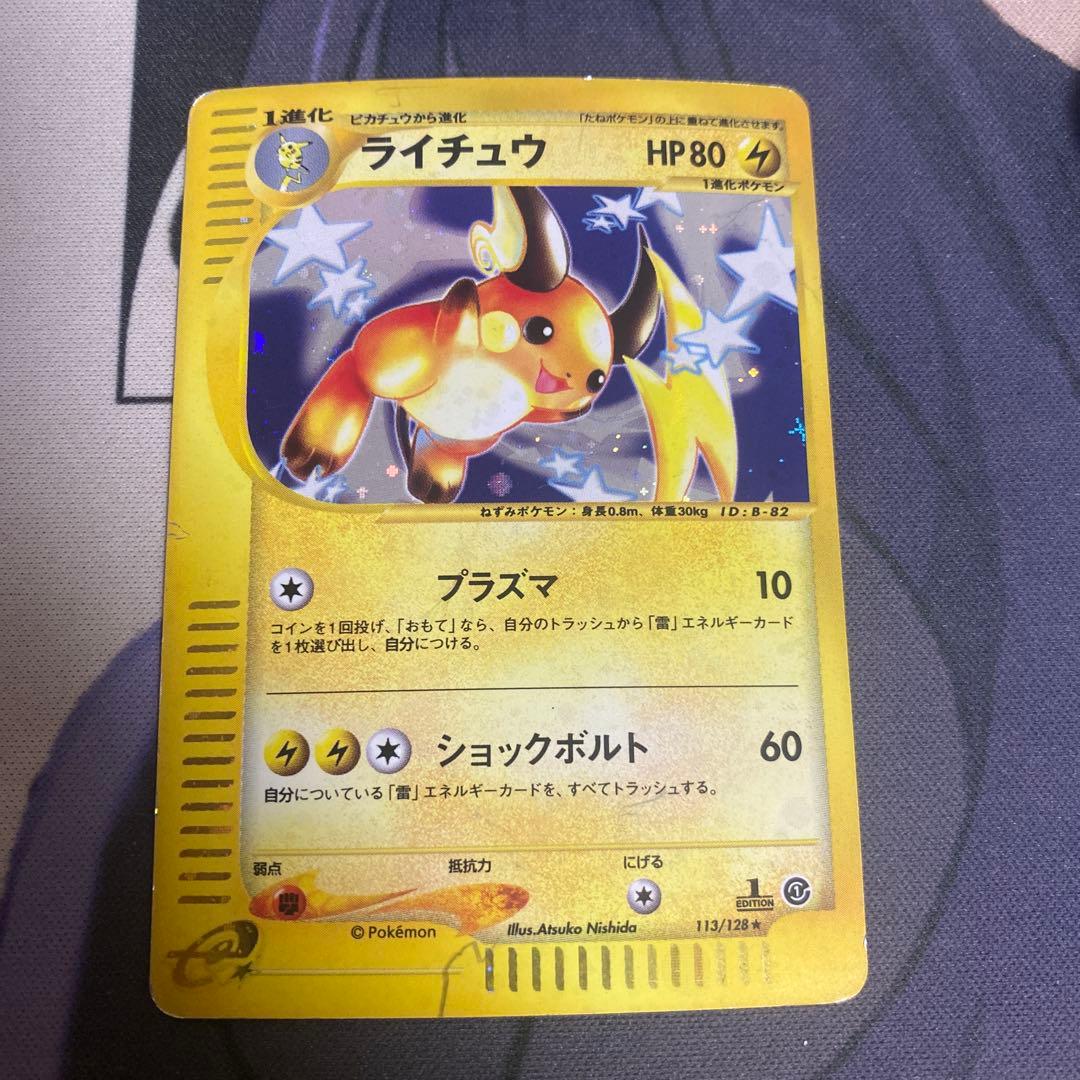 1進化 ピカチュウから進化 「たねポケモン」の上に重ねて進化させます。
ライチュウ HP80
1進化ポケモン
ねずみポケモン：身長0.8m、体重30kg ID:B-82
プラズマ 10
コインを1回投げ、「おもて」なら、自分のトラッシュから「雷」エネルギーカード
を1枚選び出し、自分につける。
ショックボルト 60
自分についている「雷」エネルギーカードを、すべてトラッシュする。
弱点 抵抗力 にげる
1
EDITION
©Pokémon Illus.Atsuko Nishida 113/128★
e